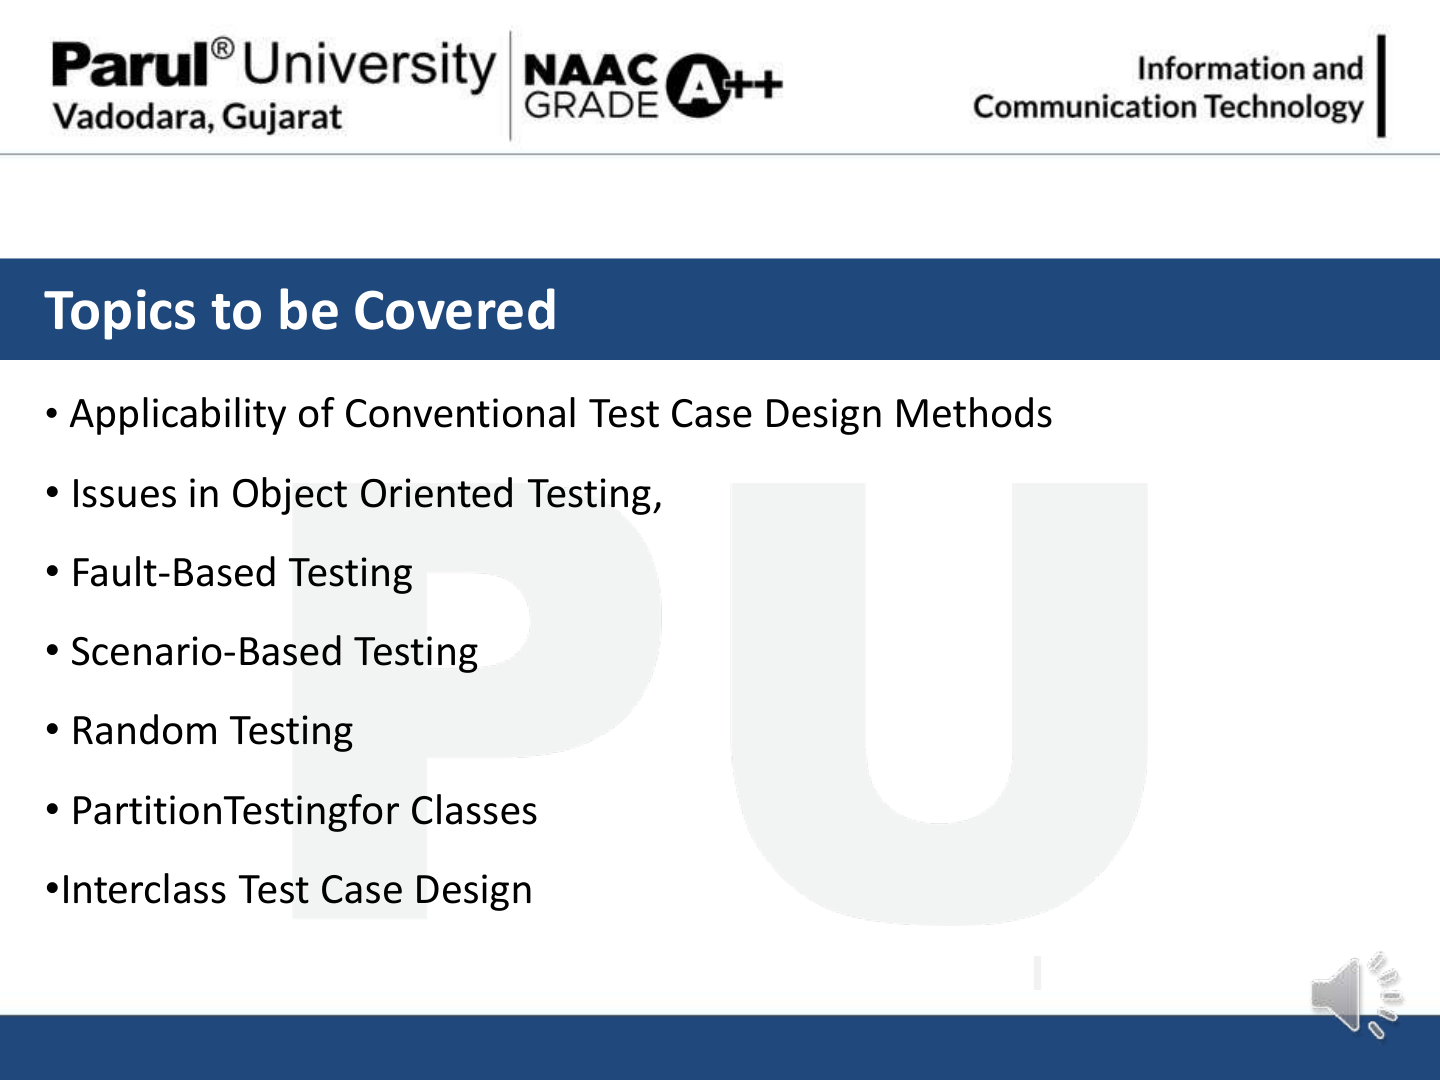 Parul® University
Vadodara, Gujarat
NAAC
GRADE A++
Information and
Communication Technology
Topics to be Covered
• Applicability of Conventional Test Case Design Methods
• Issues in Object Oriented Testing,
• Fault-Based Testing
• Scenario-Based Testing
• Random Testing
• PartitionTestingfor Classes
•Interclass Test Case Design
PU